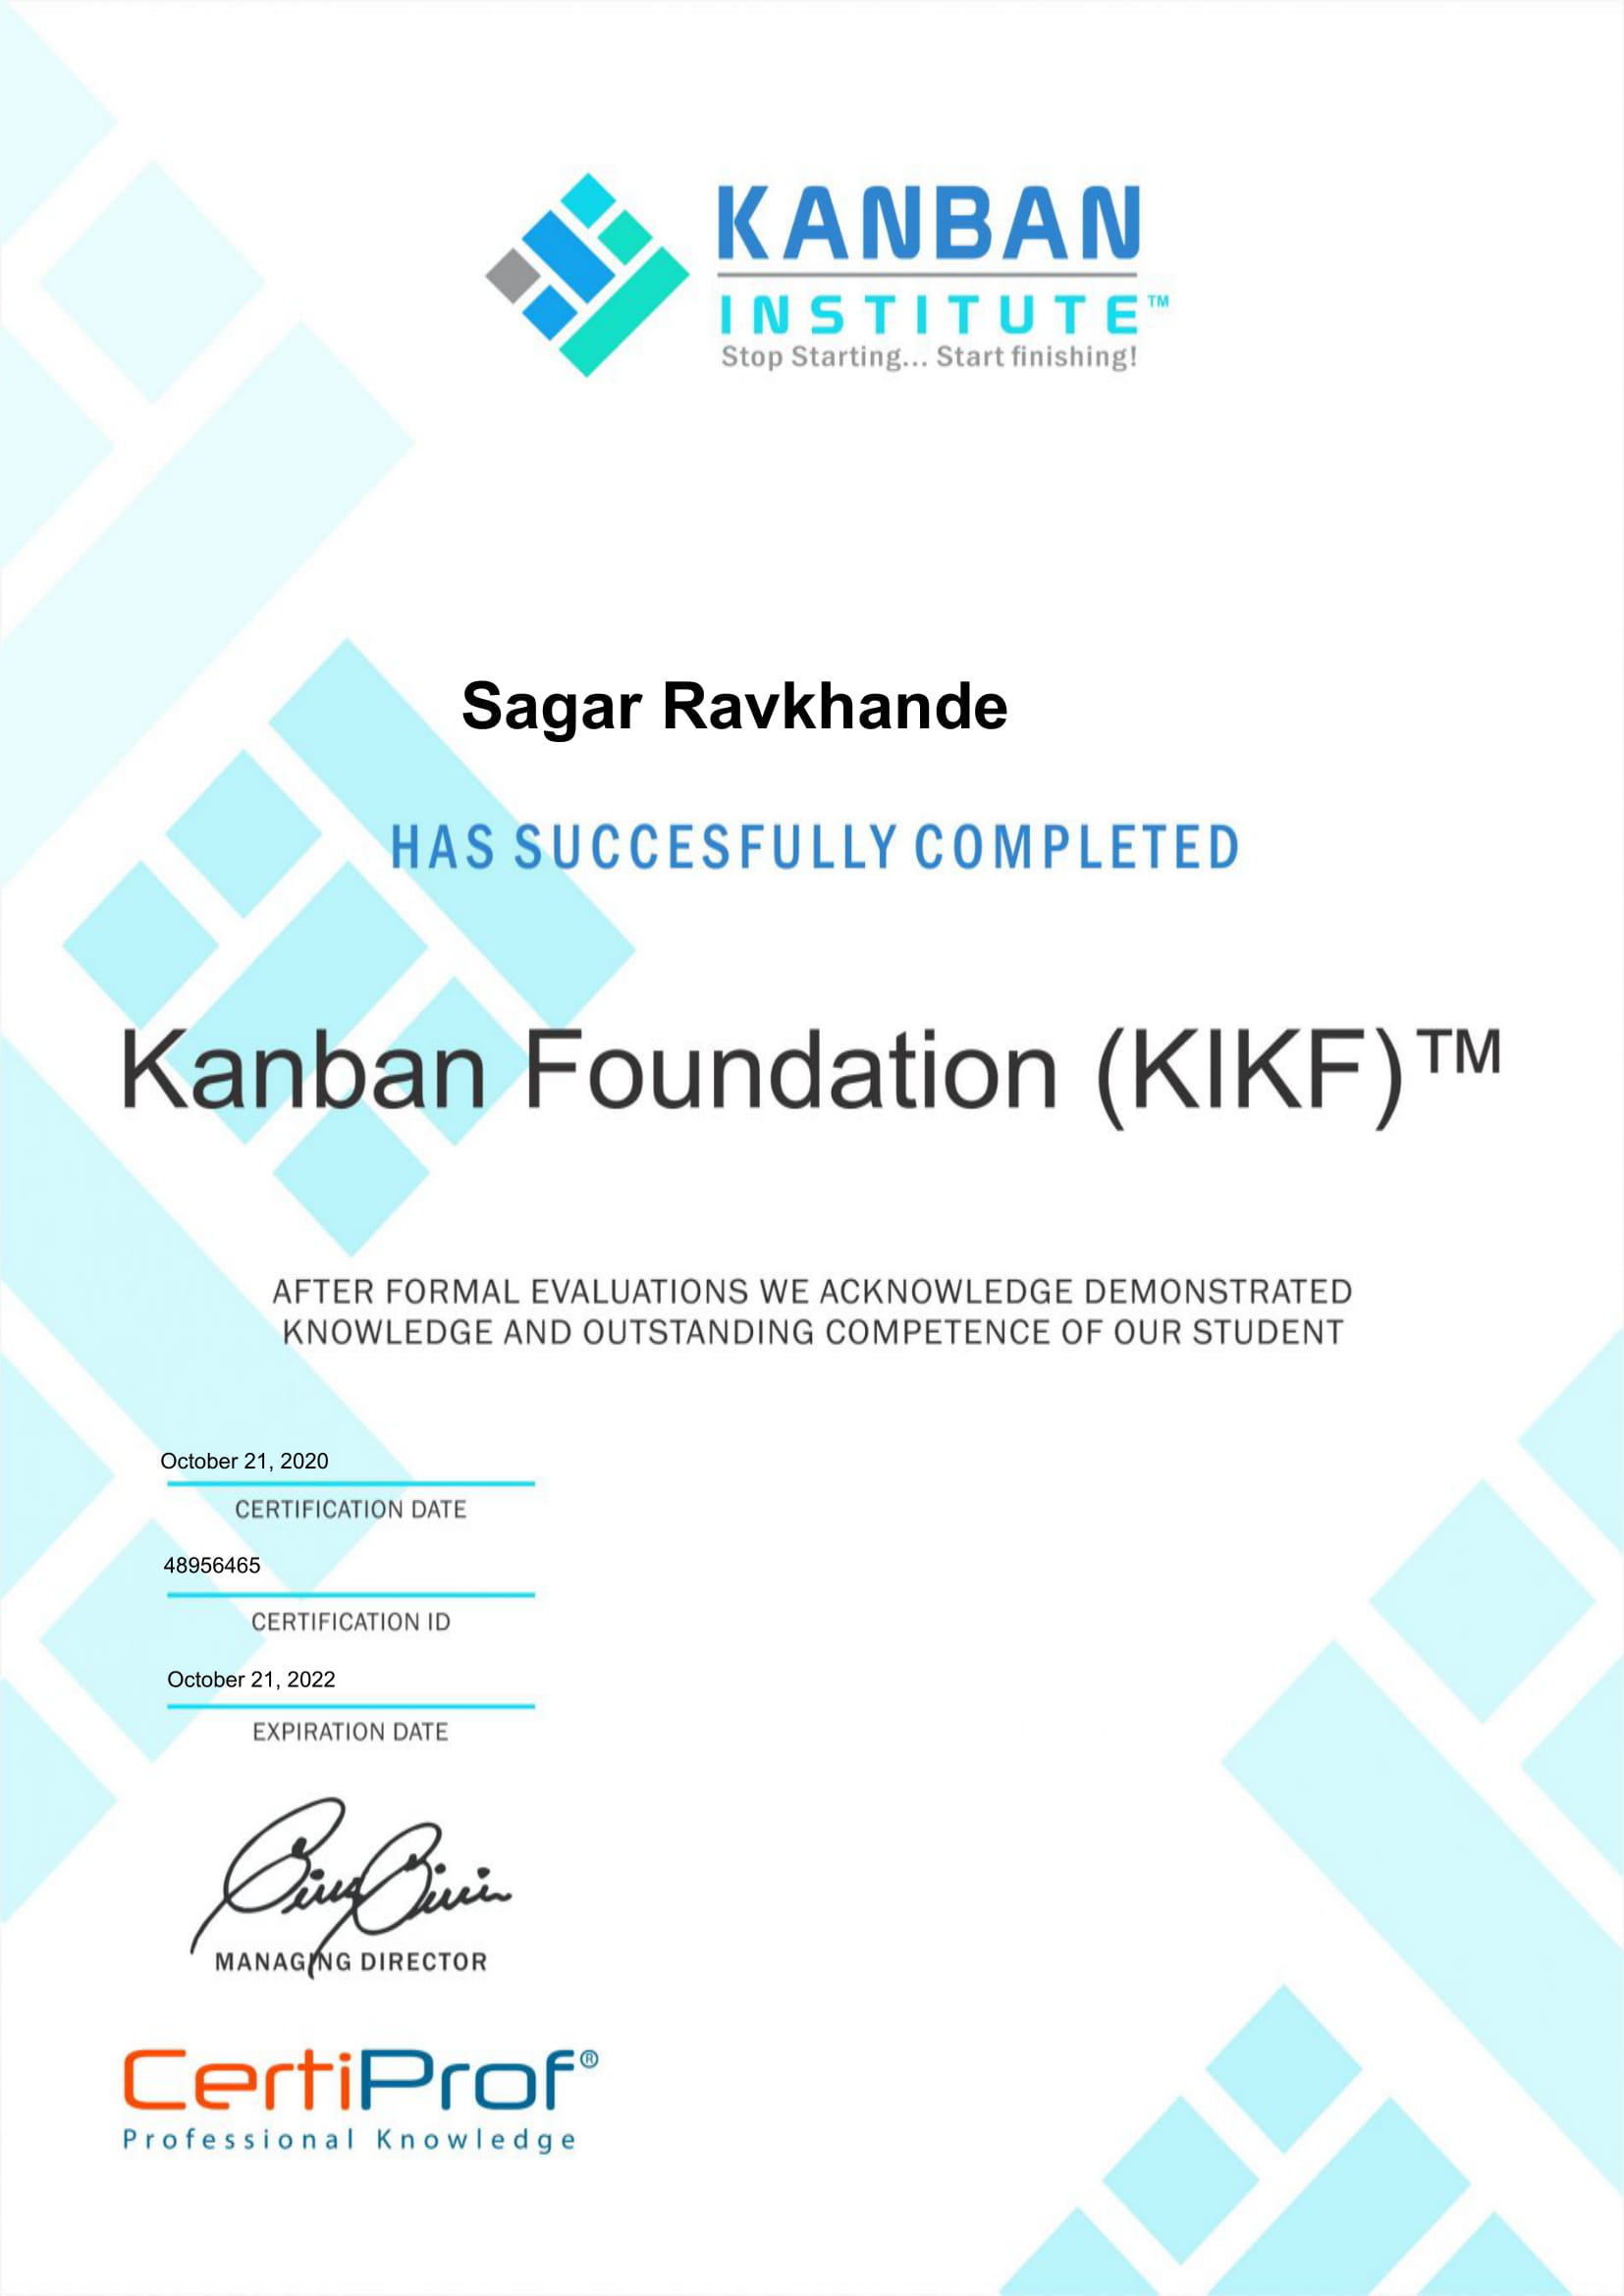 KANBAN
INSTITUTE™
Stop Starting... Start finishing!
Sagar Ravkhande
HAS SUCCESFULLY COMPLETED
Kanban Foundation (KIKF)™
AFTER FORMAL EVALUATIONS WE ACKNOWLEDGE DEMONSTRATED
KNOWLEDGE AND OUTSTANDING COMPETENCE OF OUR STUDENT
October 21, 2020
CERTIFICATION DATE
48956465
CERTIFICATION ID
October 21, 2022
EXPIRATION DATE
MANAGING DIRECTOR
CertiProf®
Professional Knowledge